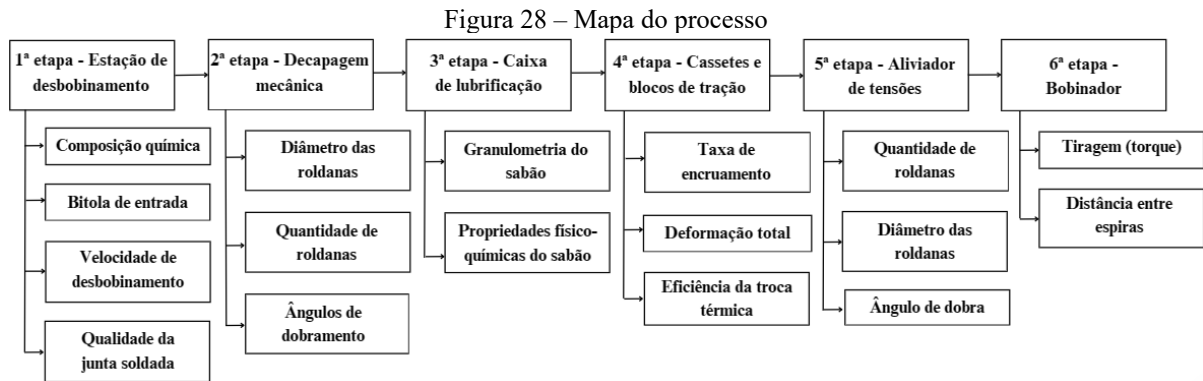 Figura 28 – Mapa do processo
1ª etapa - Estação de
desbobinamento
Composição química
Bitola de entrada
Velocidade de
desbobinamento
Qualidade da
junta soldada
2ª etapa - Decapagem
mecânica
Diâmetro das
roldanas
Quantidade de
roldanas
Ângulos de
dobramento
3ª etapa - Caixa
de lubrificação
Granulometria do
sabão
Propriedades físico-
químicas do sabão
4ª etapa - Cassetes e
blocos de tração
Taxa de
encruamento
Deformação total
Eficiência da troca
térmica
5ª etapa - Aliviador
de tensões
Quantidade de
roldanas
Diâmetro das
roldanas
Ângulo de dobra
6ª etapa -
Bobinador
Tiragem (torque)
Distância entre
espiras